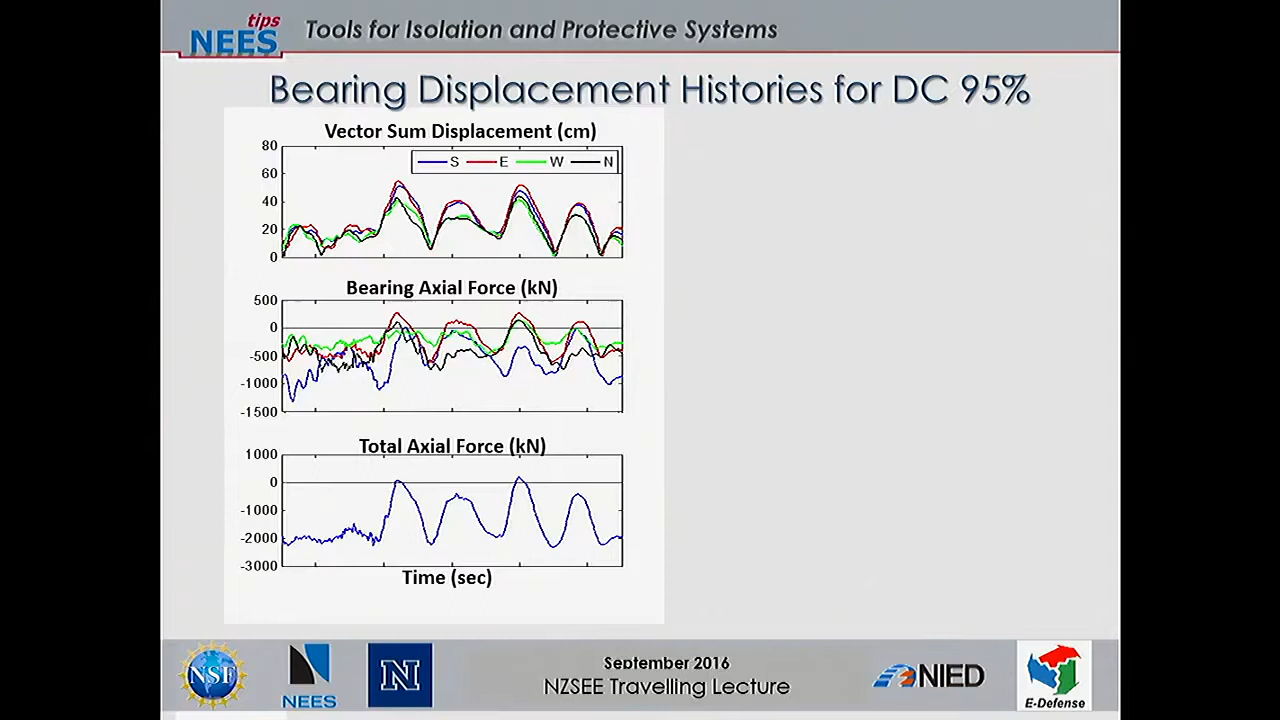 tips
NEES
Tools for Isolation and Protective Systems
Bearing Displacement Histories for DC 95%
Vector Sum Displacement (cm)
80
60
40
20
0
S E W N
Bearing Axial Force (kN)
500
0
-500
-1000
-1500
Total Axial Force (kN)
1000
0
-1000
-2000
-3000
Time (sec)
NSF
NEES
N
September 2016
NZSEE Travelling Lecture
NIED
E-Defense